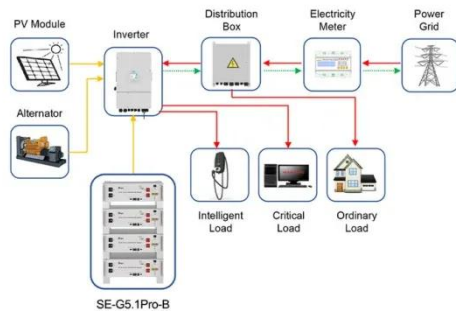 PV Module
Inverter
Distribution
Box
Electricity
Meter
Power
Grid
Alternator
Intelligent
Load
Critical
Load
Ordinary
Load
SE-G5.1Pro-B